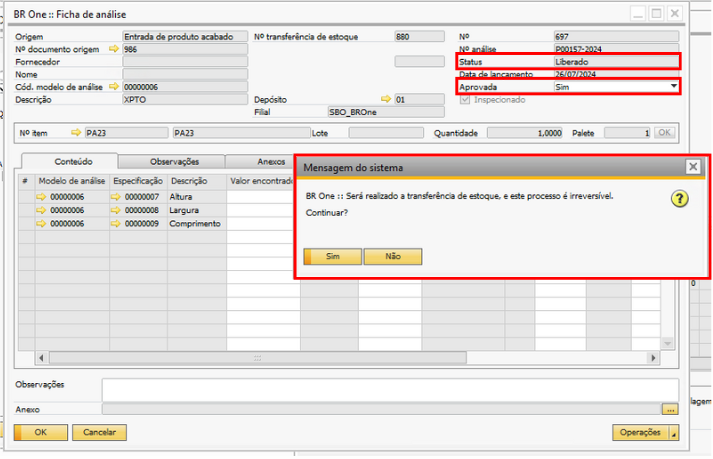 BR One :: Ficha de análise
Origem Entrada de produto acabado Nº transferência de estoque 880 Nº 697
Nº documento origem 986 Nº análise P00157-2024
Fornecedor Status Liberado
Nome Data de lançamento 26/07/2024
Cód. modelo de análise 00000006 Aprovada Sim
Descrição XPTO Depósito 01 Inspecionado
Filial SBO_BROne
Nº item PA23 PA23 Lote Quantidade 1,0000 Palete 1 OK
Conteúdo Observações Anexos
# Modelo de análise Especificação Descrição Valor encontrado
00000006 00000007 Altura
00000006 00000008 Largura
00000006 00000009 Comprimento
Mensagem do sistema
BR One :: Será realizado a transferência de estoque, e este processo é irreversível.
Continuar?
Sim Não
Observações
Anexo ...
OK Cancelar Operações